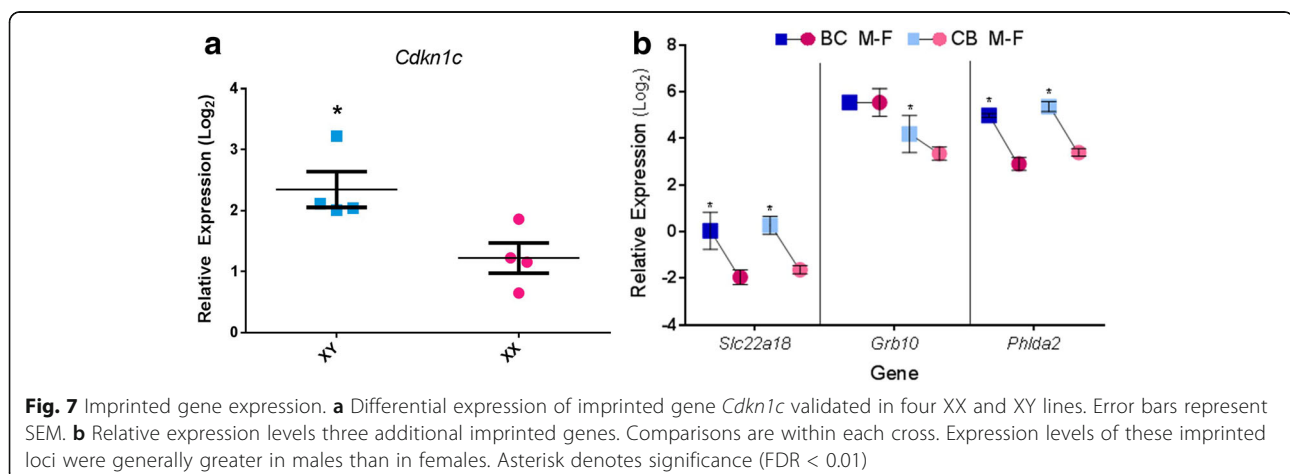 a
Cdkn1c
Relative Expression (Log2)
4
3
2
1
0
*
XY
XX
b
BC M-F CB M-F
Relative Expression (Log2)
8
6
4
2
0
-2
-4
* * * * *
Slc22a18 Grb10 Phlda2
Gene
Fig. 7 Imprinted gene expression. a Differential expression of imprinted gene Cdkn1c validated in four XX and XY lines. Error bars represent
SEM. b Relative expression levels three additional imprinted genes. Comparisons are within each cross. Expression levels of these imprinted
loci were generally greater in males than in females. Asterisk denotes significance (FDR < 0.01)